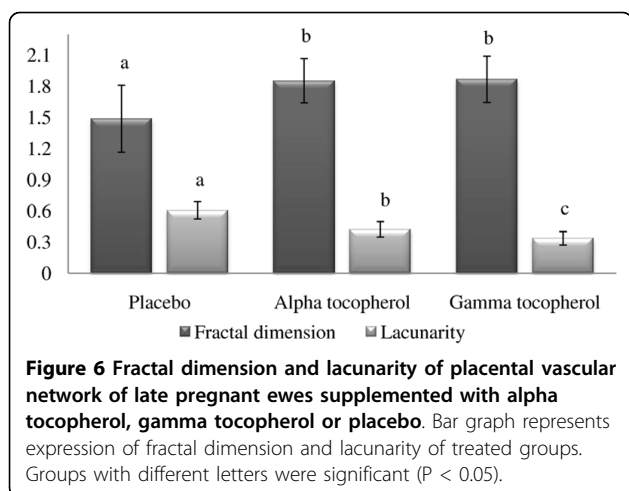 b b
a
2.1
1.8
1.5
1.2
0.9
0.6
0.3
0
a b c
Placebo Alpha tocopherol Gamma tocopherol
Fractal dimension Lacunarity
Figure 6 Fractal dimension and lacunarity of placental vascular
network of late pregnant ewes supplemented with alpha
tocopherol, gamma tocopherol or placebo. Bar graph represents
expression of fractal dimension and lacunarity of treated groups.
Groups with different letters were significant (P < 0.05).